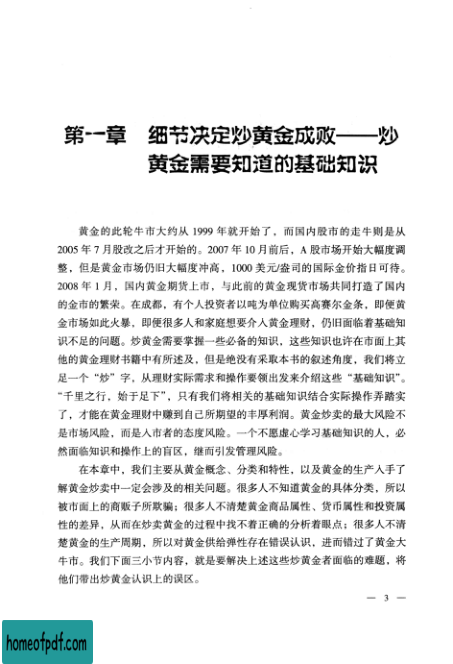 第一章 细节决定炒黄金成败——炒
黄金需要知道的基础知识
黄金的此轮牛市大约从 1999 年就开始了，而国内股市的走牛则是从
2005 年 7 月股改之后才开始的。2007 年 10 月前后，A 股市场开始大幅度调
整，但是黄金市场仍旧大幅度冲高，1000 美元/盎司的国际金价指日可待。
2008 年 1 月，国内黄金期货上市，与此前的黄金现货市场共同打造了国内
的金市的繁荣。在成都，有个人投资者以吨为单位购买高赛尔金条，即便黄
金市场如此火暴，即便很多人和家庭想要介入黄金理财，仍旧面临着基础知
识不足的问题。炒黄金需要掌握一些必备的知识，这些知识也许在市面上其
他的黄金理财书籍中有所述及，但是绝没有采取本书的叙述角度，我们将立
足一个“炒”字，从理财实际需求和操作要领出发来介绍这些“基础知识”。
“千里之行，始于足下”，只有我们将相关的基础知识结合实际操作弄踏实
了，才能在黄金理财中赚到自己所期望的丰厚利润。黄金炒卖的最大风险不
是市场风险，而是入市者的态度风险。一个不愿虚心学习基础知识的人，必
然面临知识和操作上的盲区，继而引发管理风险。
在本章中，我们主要从黄金概念、分类和特性，以及黄金的生产入手了
解黄金炒卖中一定会涉及的相关问题。很多人不知道黄金的具体分类，所以
被市面上的商贩子所欺骗；很多人不清楚黄金商品属性、货币属性和投资属
性的差异，从而在炒卖黄金的过程中找不着正确的分析着眼点；很多人不清
楚黄金的生产周期，所以对黄金供给弹性存在错误认识，进而错过了黄金大
牛市。我们下面三小节内容，就是要解决上述这些炒黄金者面临的难题，将
他们带出炒黄金认识上的误区。
— 3 —
homeofpdf.com